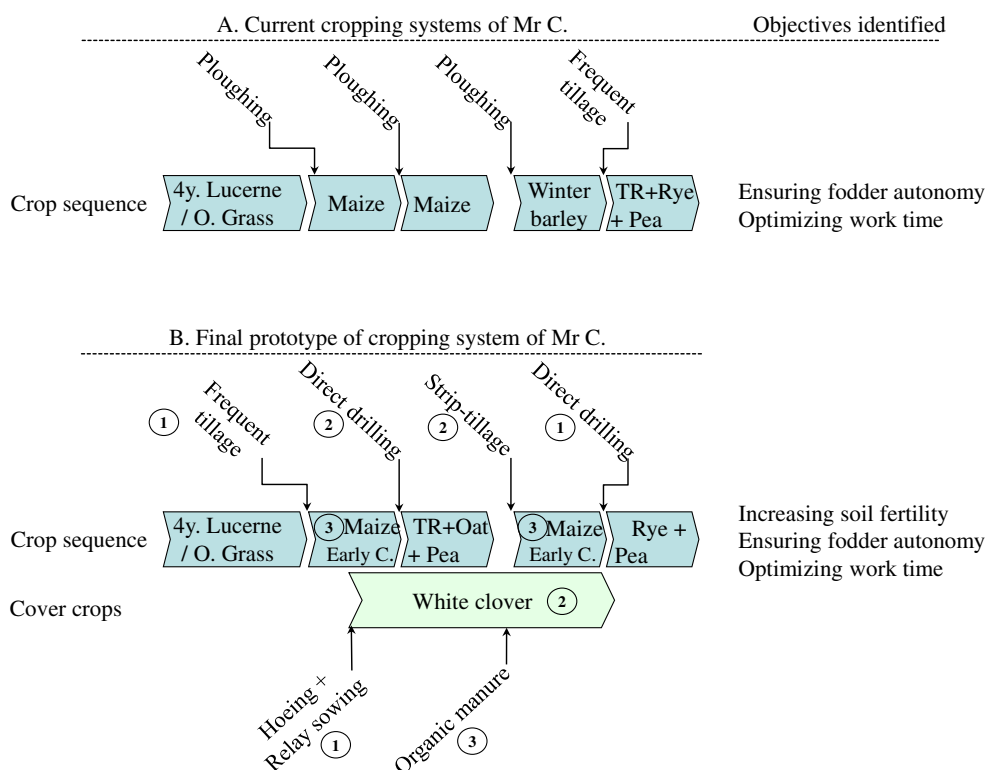 A. Current cropping systems of Mr C.
Objectives identified
Ploughing
Ploughing
Ploughing
Frequent
tillage
Crop sequence
4y. Lucerne
/ O. Grass
Maize
Maize
Winter
barley
TR+Rye
+ Pea
Ensuring fodder autonomy
Optimizing work time
B. Final prototype of cropping system of Mr C.
1
Frequent
tillage
2
Direct drilling
2
Strip-tillage
1
Direct drilling
Crop sequence
4y. Lucerne
/ O. Grass
3 Maize
Early C.
TR+Oat
+ Pea
3 Maize
Early C.
Rye +
Pea
Increasing soil fertility
Ensuring fodder autonomy
Optimizing work time
Cover crops
White clover 2
Hoeing +
Relay sowing
1
Organic manure
3